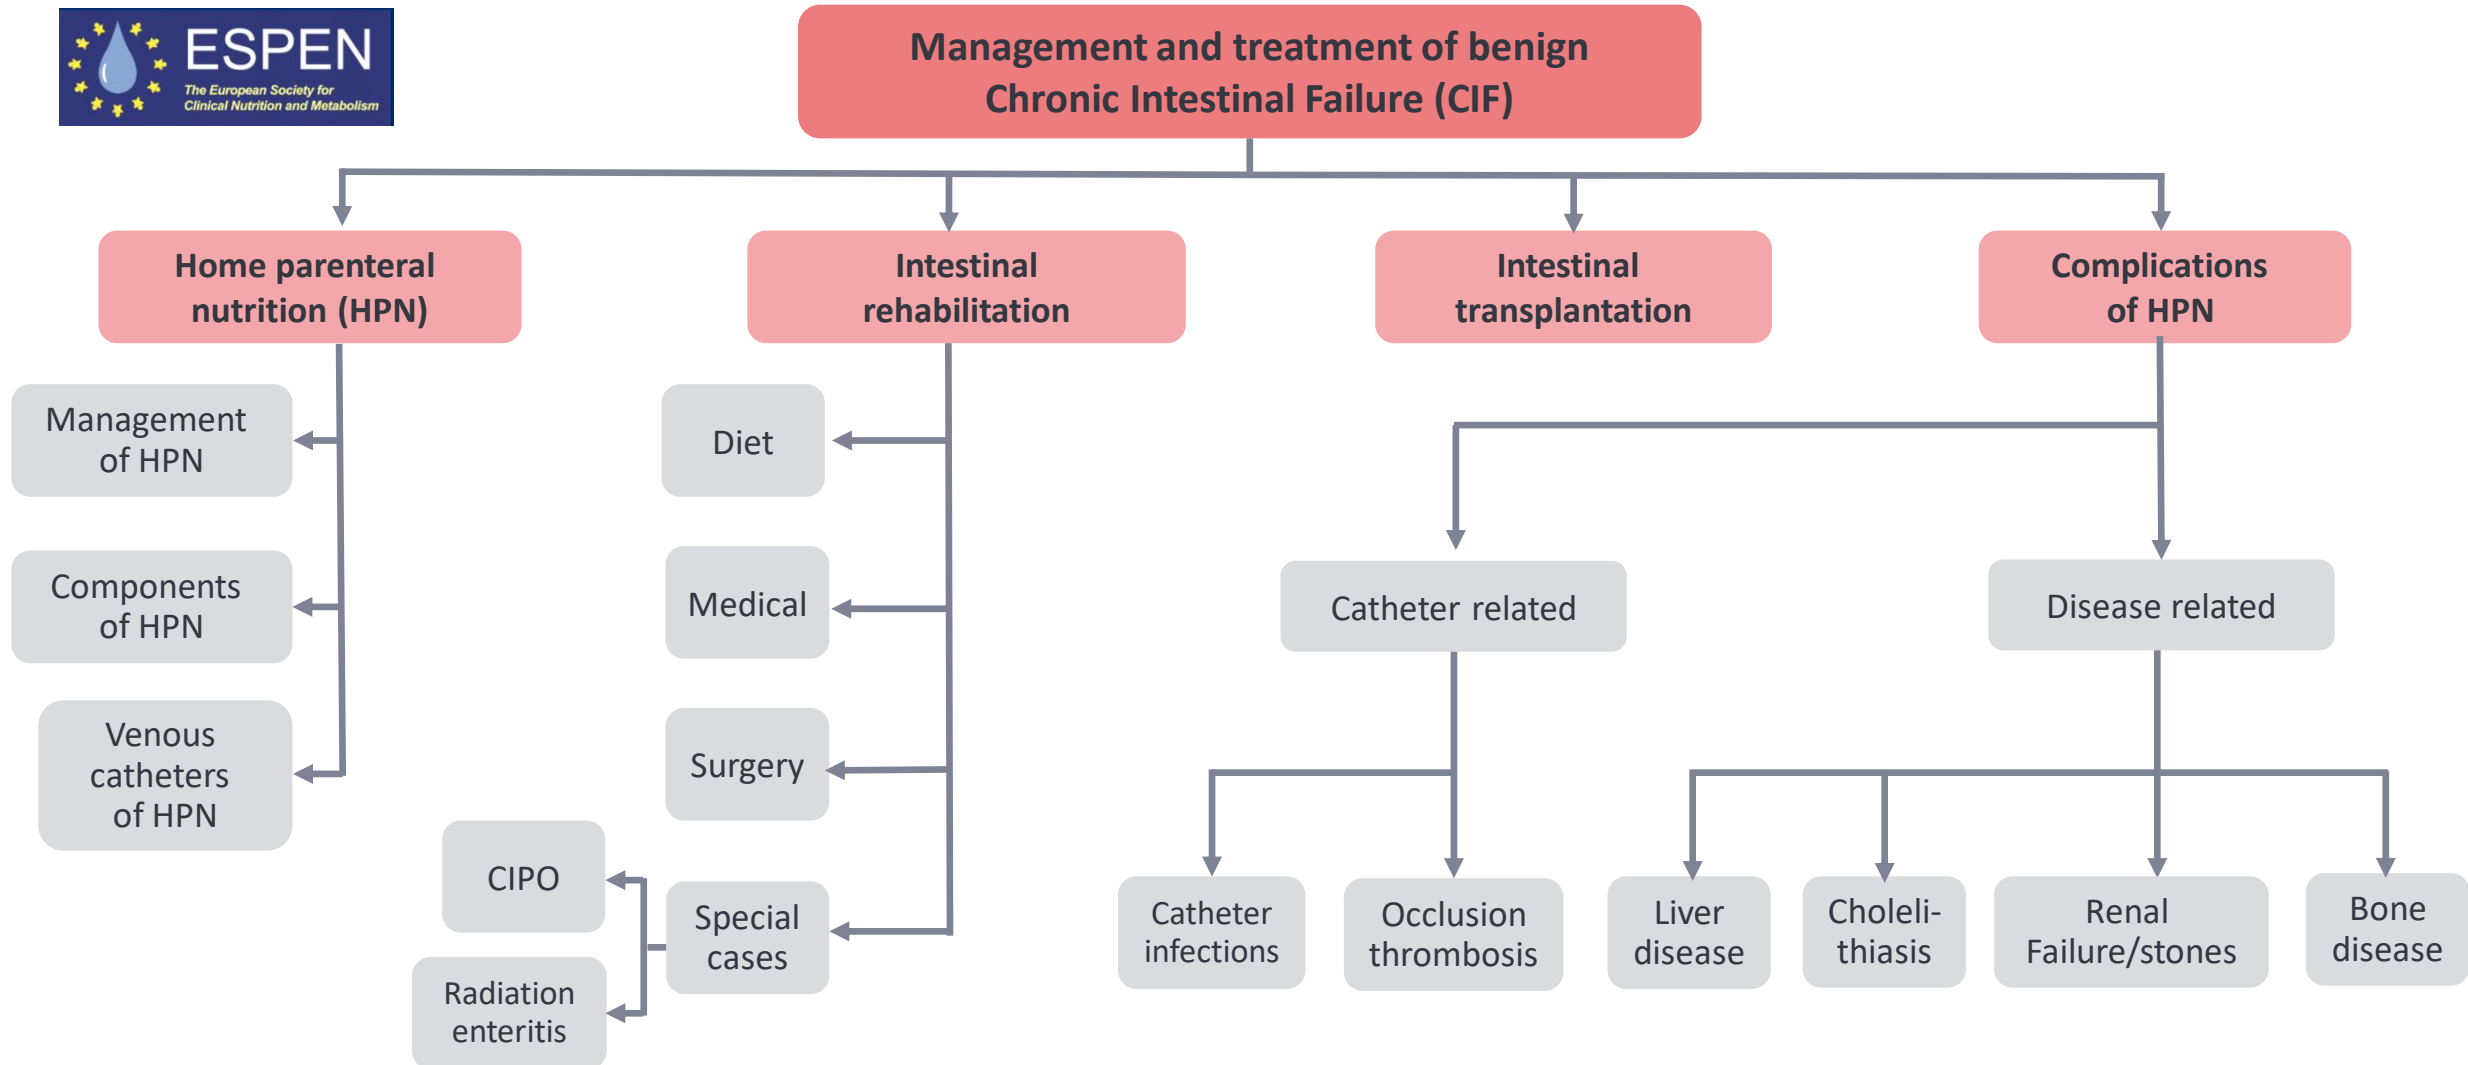 ESPEN
The European Society for
Clinical Nutrition and Metabolism
Management and treatment of benign
Chronic Intestinal Failure (CIF)
Home parenteral
nutrition (HPN)
Intestinal
rehabilitation
Intestinal
transplantation
Complications
of HPN
Management
of HPN
Components
of HPN
Venous
catheters
of HPN
Diet
Medical
Surgery
Special
cases
CIPO
Radiation
enteritis
Catheter related
Disease related
Catheter
infections
Occlusion
thrombosis
Liver
disease
Choleli-
thiasis
Renal
Failure/stones
Bone
disease